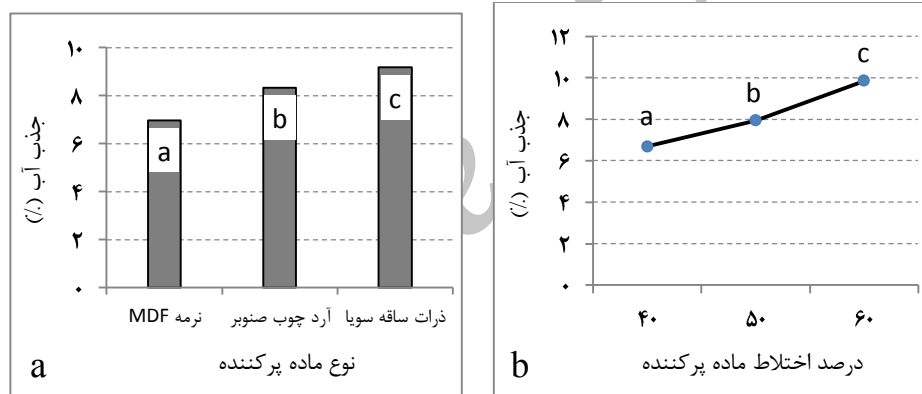 جذب آب (٪)
۱۰
۸
۶
۴
۲
۰
a
b
c
نرمه MDF
آرد چوب صنوبر
ذرات ساقه سویا
نوع ماده پرکننده
a
جذب آب (٪)
۱۲
۱۰
۸
۶
۴
۲
۰
a
b
c
۴۰
۵۰
۶۰
درصد اختلاط ماده پرکننده
b